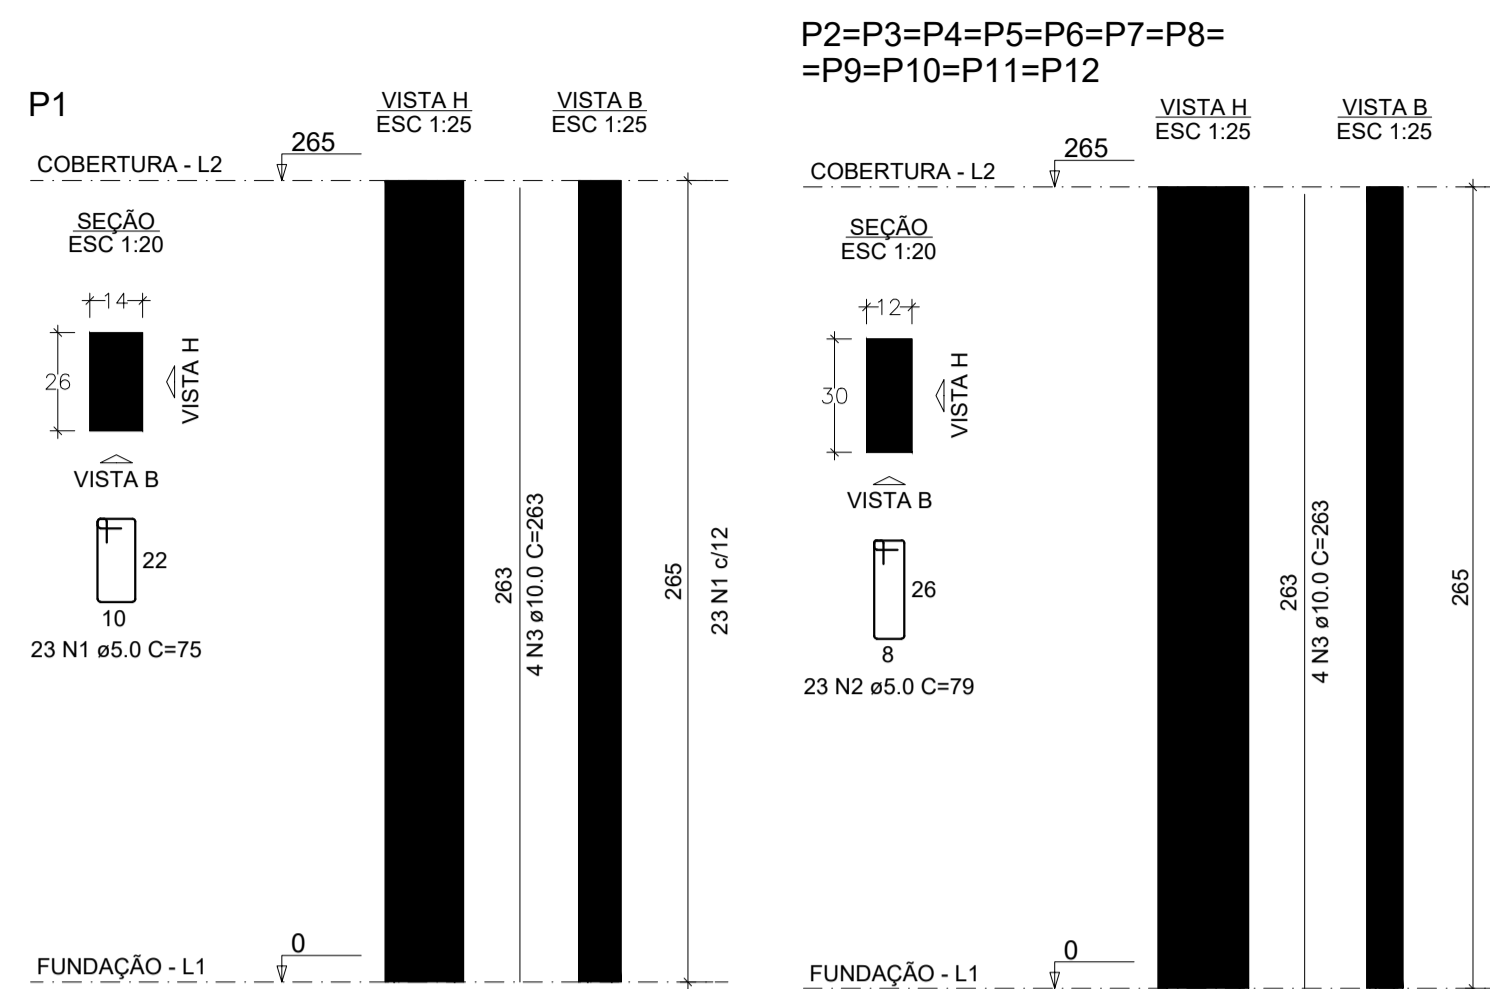 P1
VISTA H
ESC 1:25
VISTA B
ESC 1:25
265
COBERTURA - L2
SEÇÃO
ESC 1:20
14
26
VISTA H
VISTA B
22
10
23 N1 ø5.0 C=75
263
4 N3 ø10.0 C=263
265
23 N1 c/12
0
FUNDAÇÃO - L1
P2=P3=P4=P5=P6=P7=P8=
=P9=P10=P11=P12
VISTA H
ESC 1:25
VISTA B
ESC 1:25
265
COBERTURA - L2
SEÇÃO
ESC 1:20
12
30
VISTA H
VISTA B
26
8
23 N2 ø5.0 C=79
263
4 N3 ø10.0 C=263
265
0
FUNDAÇÃO - L1